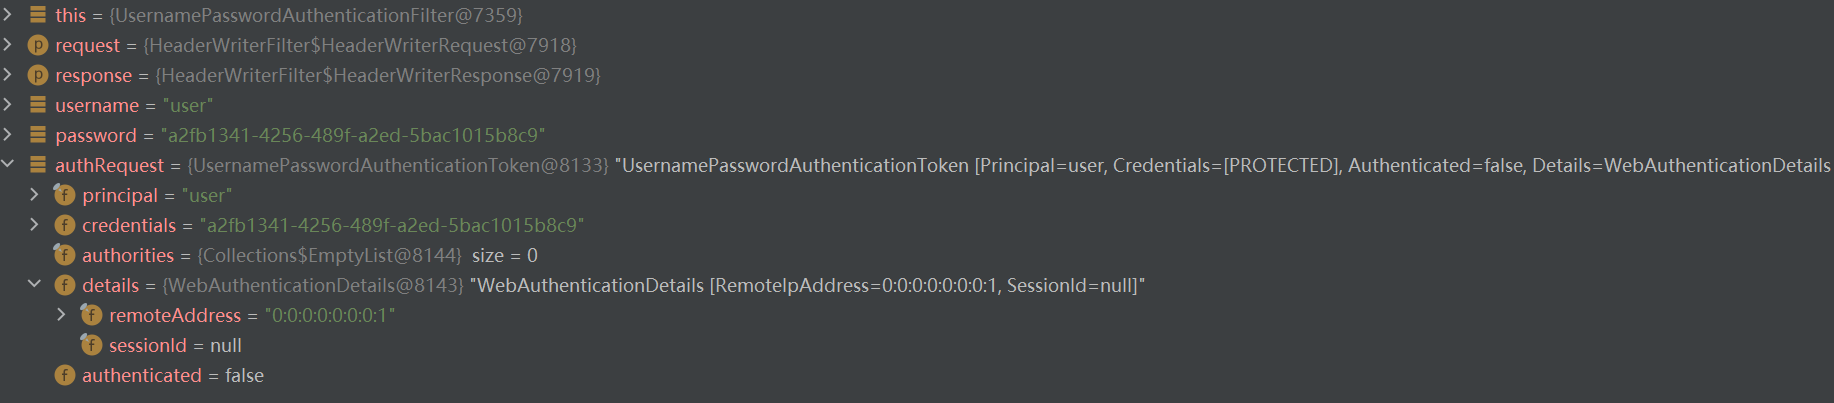 this = {UsernamePasswordAuthenticationFilter@7359}
p request = {HeaderWriterFilter$HeaderWriterRequest@7918}
p response = {HeaderWriterFilter$HeaderWriterResponse@7919}
username = "user"
password = "a2fb1341-4256-489f-a2ed-5bac1015b8c9"
authRequest = {UsernamePasswordAuthenticationToken@8133} "UsernamePasswordAuthenticationToken [Principal=user, Credentials=[PROTECTED], Authenticated=false, Details=WebAuthenticationDetails
f principal = "user"
f credentials = "a2fb1341-4256-489f-a2ed-5bac1015b8c9"
f authorities = {Collections$EmptyList@8144} size = 0
f details = {WebAuthenticationDetails@8143} "WebAuthenticationDetails [RemoteIpAddress=0:0:0:0:0:0:0:1, SessionId=null]"
f remoteAddress = "0:0:0:0:0:0:0:1"
f sessionId = null
f authenticated = false